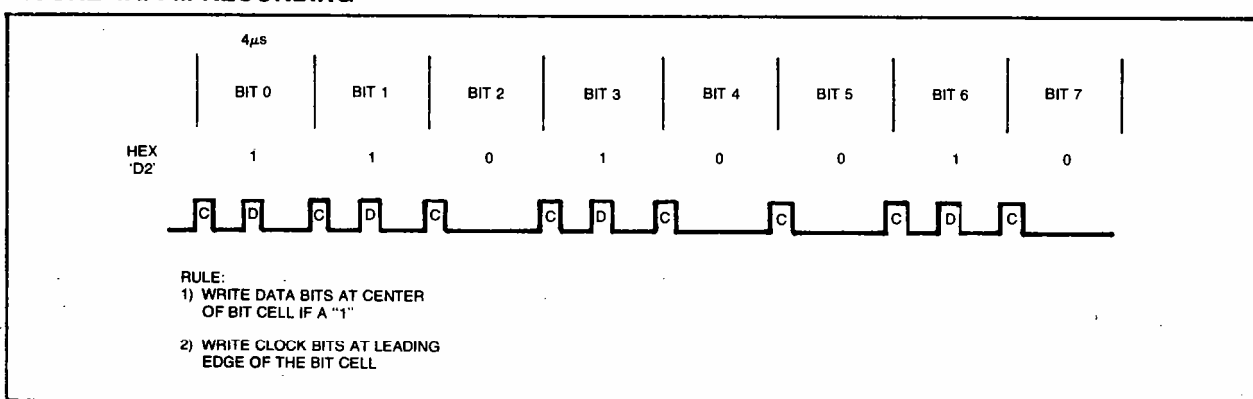 4μs
BIT 0 BIT 1 BIT 2 BIT 3 BIT 4 BIT 5 BIT 6 BIT 7
HEX 1 1 0 1 0 0 1 0
'D2'
C D C D C C D C C C D C
RULE:
1) WRITE DATA BITS AT CENTER
OF BIT CELL IF A "1"
2) WRITE CLOCK BITS AT LEADING
EDGE OF THE BIT CELL